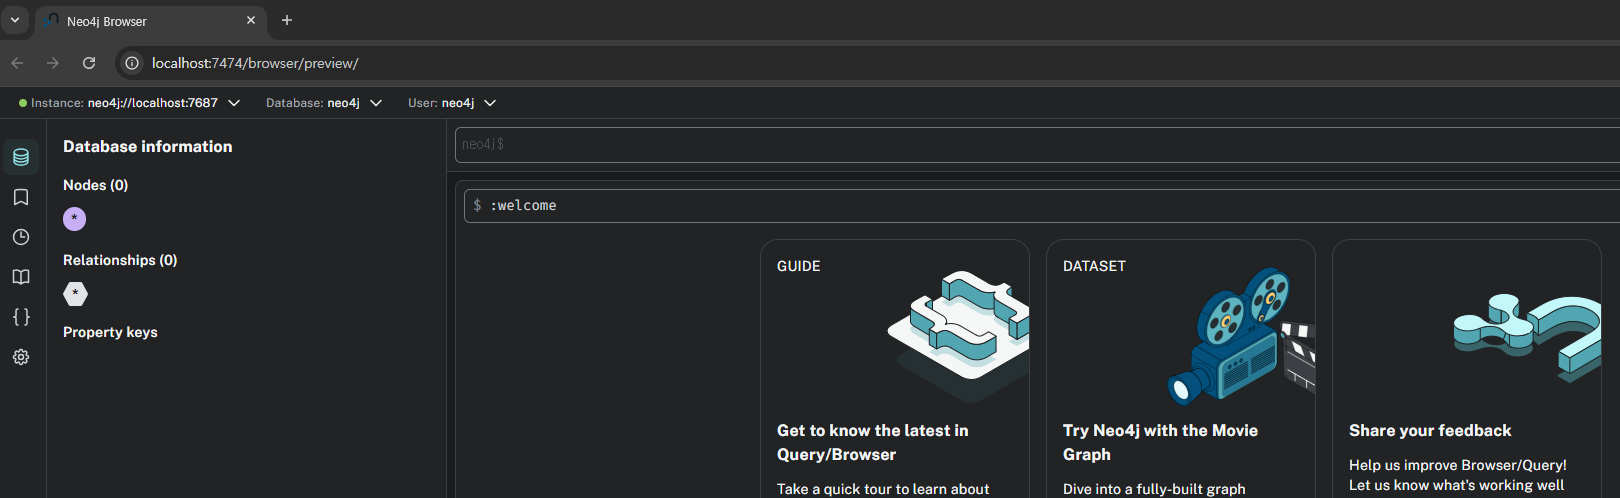 Neo4j Browser
localhost:7474/browser/preview/
Instance: neo4j://localhost:7687 Database: neo4j User: neo4j
Database information
Nodes (0)
*
Relationships (0)
*
Property keys
neo4j$
$ :welcome
GUIDE
Get to know the latest in
Query/Browser
Take a quick tour to learn about
DATASET
Try Neo4j with the Movie
Graph
Dive into a fully-built graph
Share your feedback
Help us improve Browser/Query!
Let us know what's working well